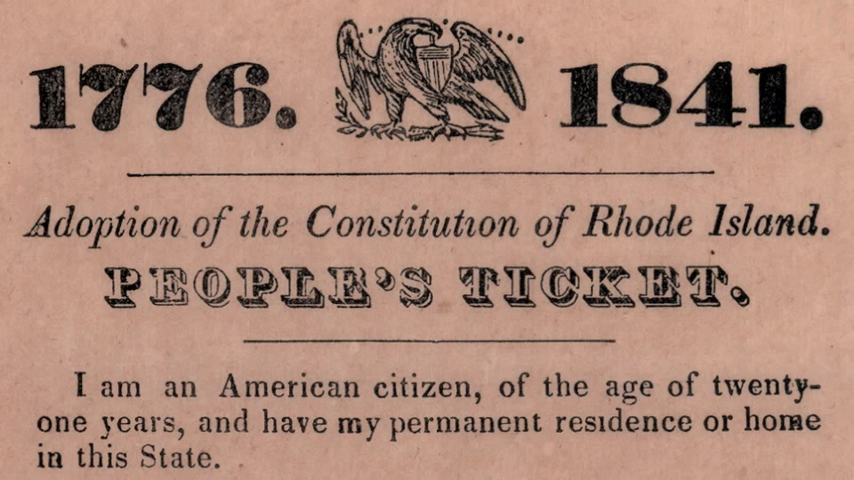 1776. 1841.
Adoption of the Constitution of Rhode Island.
PEOPLE'S TICKET.
I am an American citizen, of the age of twenty-
one years, and have my permanent residence or home
in this State.